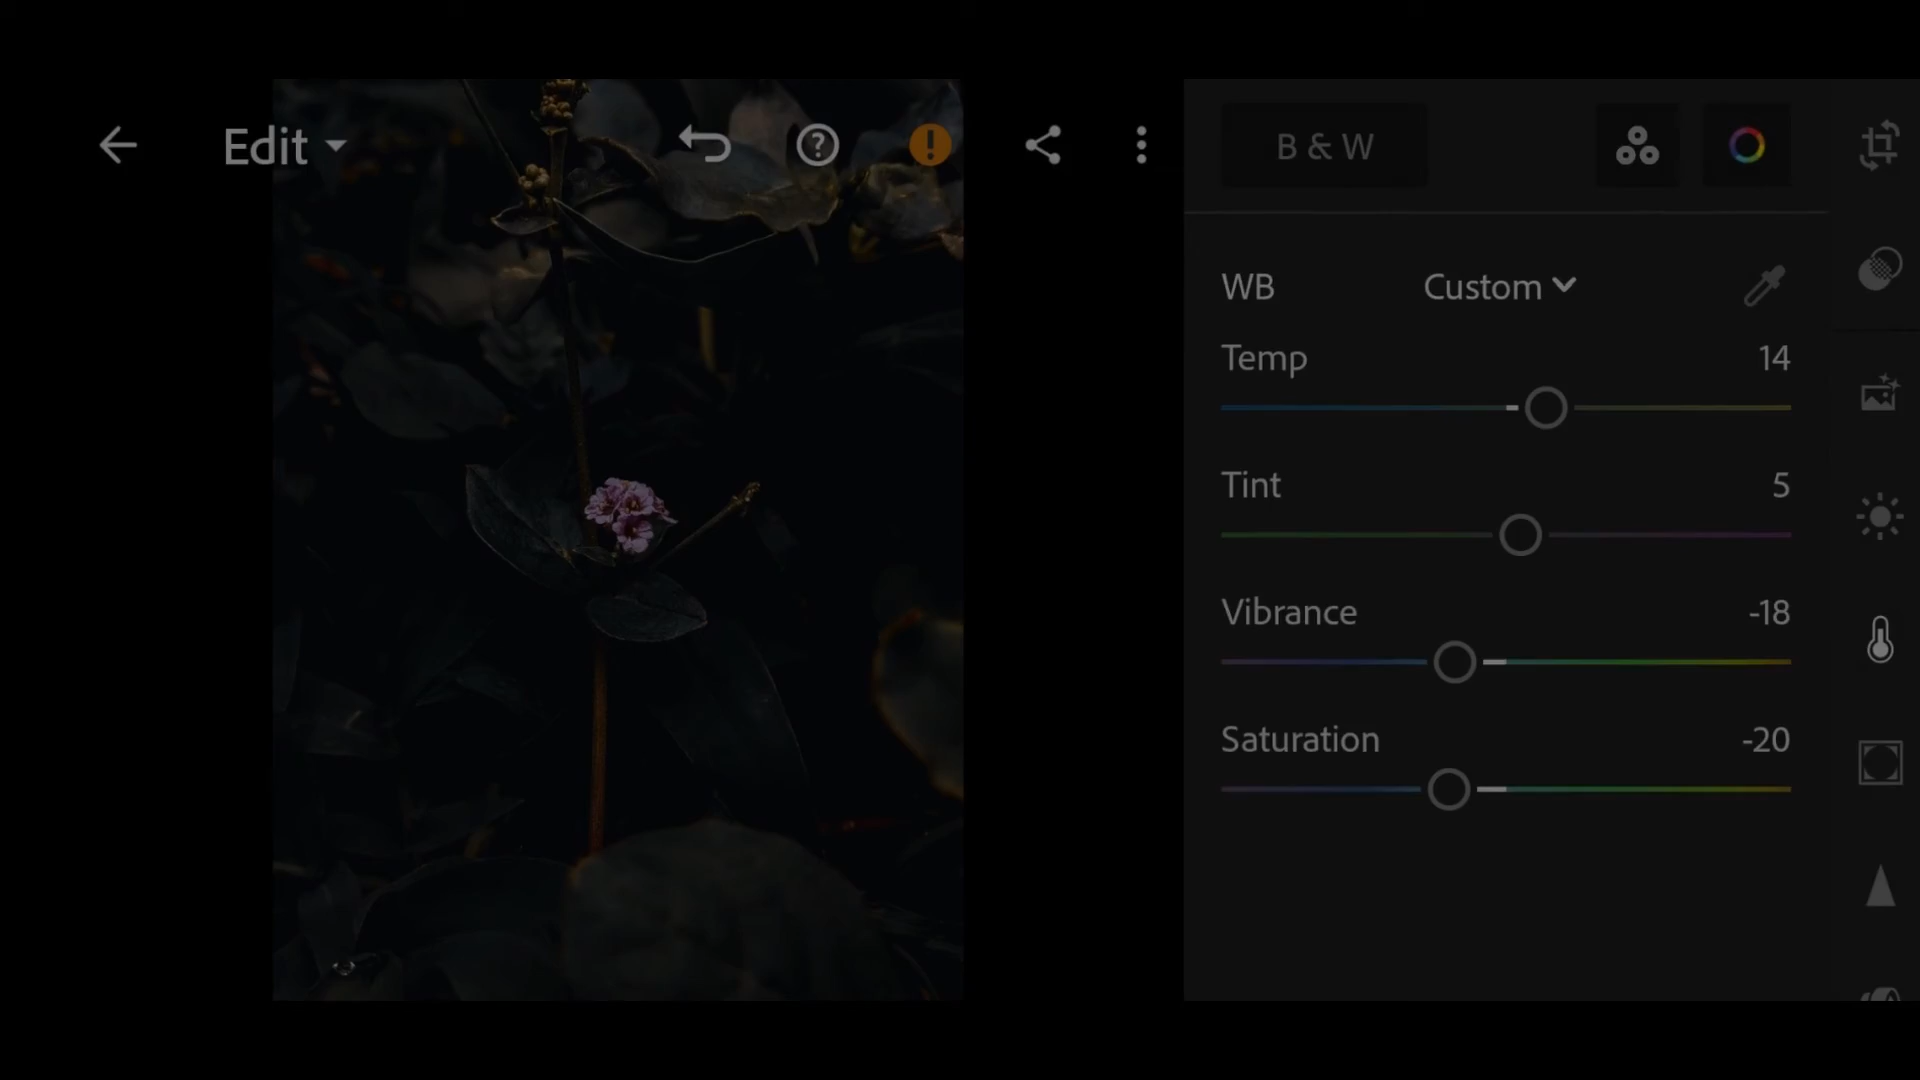 Edit
B & W
WB Custom
Temp 14
Tint 5
Vibrance -18
Saturation -20